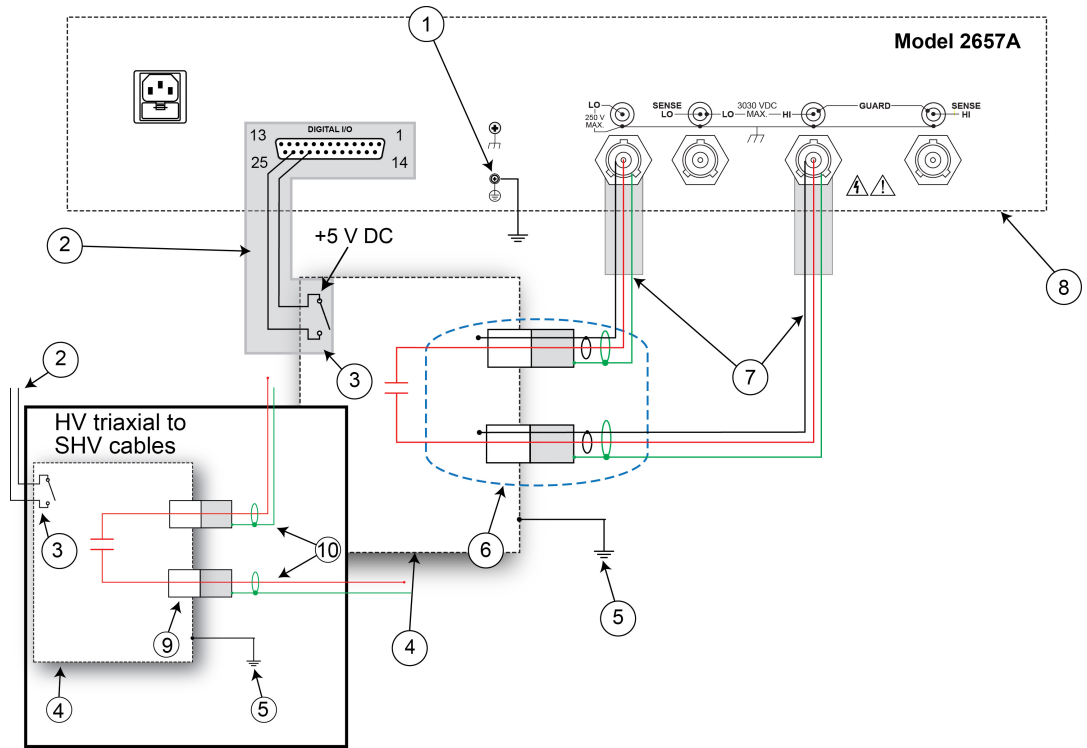 1
Model 2657A
LO
250 V
MAX.
SENSE
LO
LO
3030 VDC
MAX.
HI
GUARD
SENSE
HI
DIGITAL I/O
13
1
25
14
2
+5 V DC
8
3
7
2
HV triaxial to
SHV cables
3
10
6
5
9
4
4
5